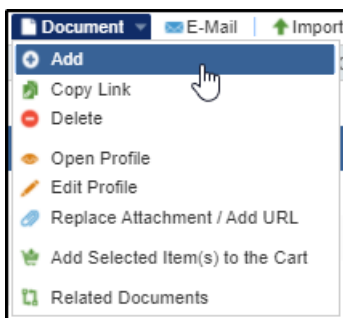 Document E-Mail Import
Add
Copy Link
Delete
Open Profile
Edit Profile
Replace Attachment / Add URL
Add Selected Item(s) to the Cart
Related Documents